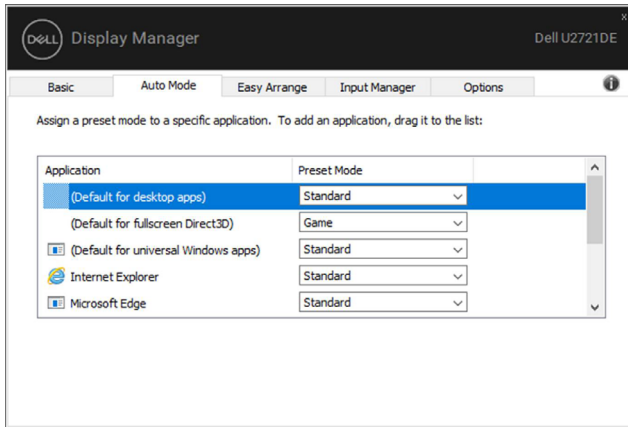 x
DELL Display Manager Dell U2721DE
Basic Auto Mode Easy Arrange Input Manager Options i
Assign a preset mode to a specific application. To add an application, drag it to the list:
Application Preset Mode
(Default for desktop apps) Standard
(Default for fullscreen Direct3D) Game
(Default for universal Windows apps) Standard
Internet Explorer Standard
Microsoft Edge Standard